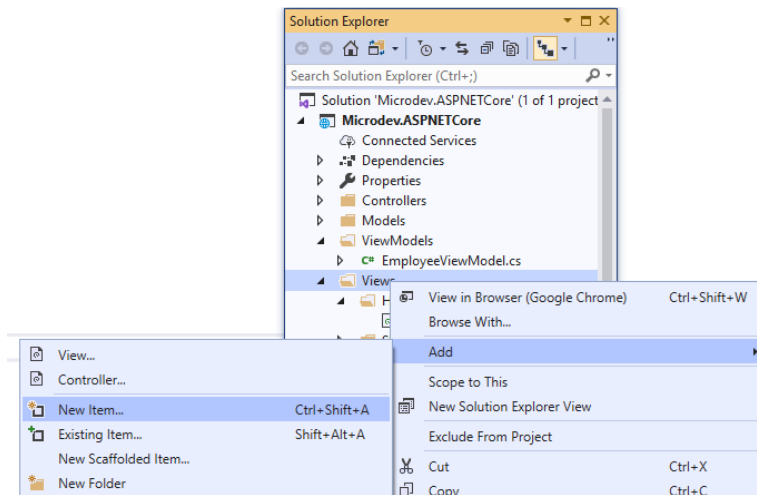 Solution Explorer
Search Solution Explorer (Ctrl+;)
Solution 'Microdev.ASPNETCore' (1 of 1 project
Microdev.ASPNETCore
Connected Services
Dependencies
Properties
Controllers
Models
ViewModels
C# EmployeeViewModel.cs
Views
View in Browser (Google Chrome) Ctrl+Shift+W
Browse With...
Add
Scope to This
New Solution Explorer View
Exclude From Project
Cut Ctrl+X
Copy Ctrl+C
View...
Controller...
New Item... Ctrl+Shift+A
Existing Item... Shift+Alt+A
New Scaffolded Item...
New Folder